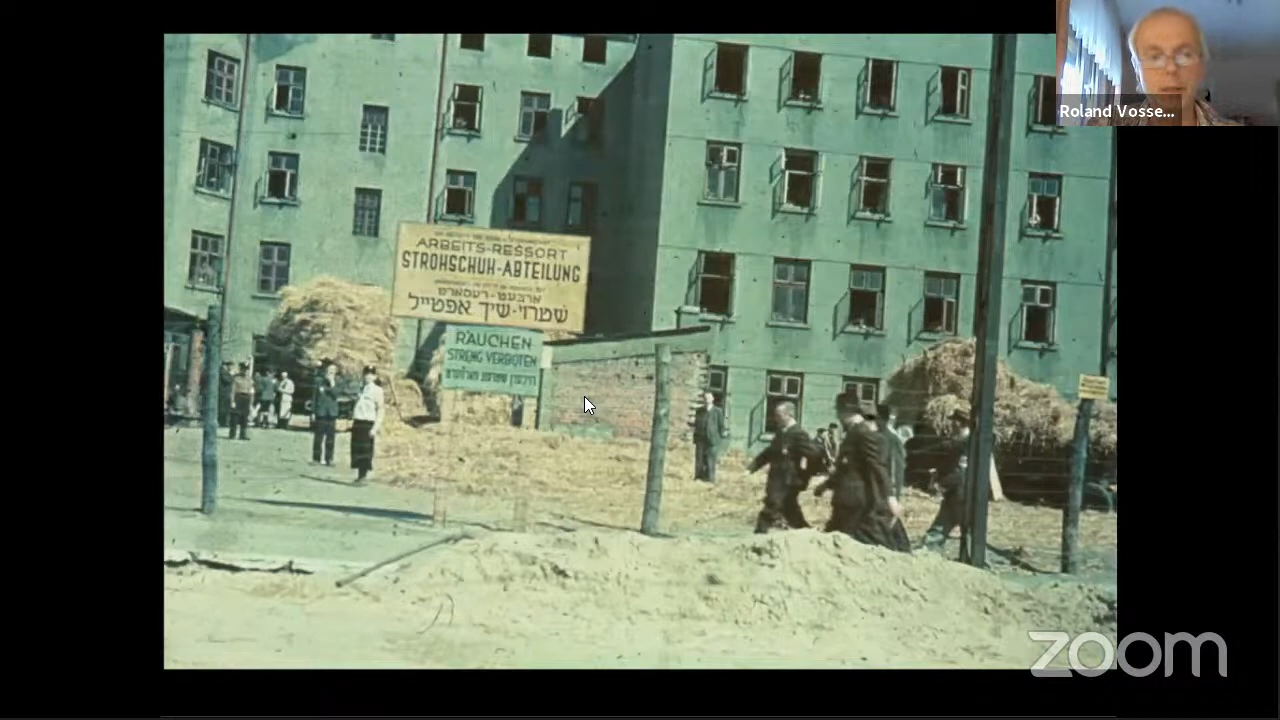 Roland Vosse...
ARBEITS-RESSORT
STROHSCHUH-ABTEILUNG
ארבעט-רעסארט
שטרוי-שיך אפטייל
RAUCHEN
STRENG VERBOTEN
zoom